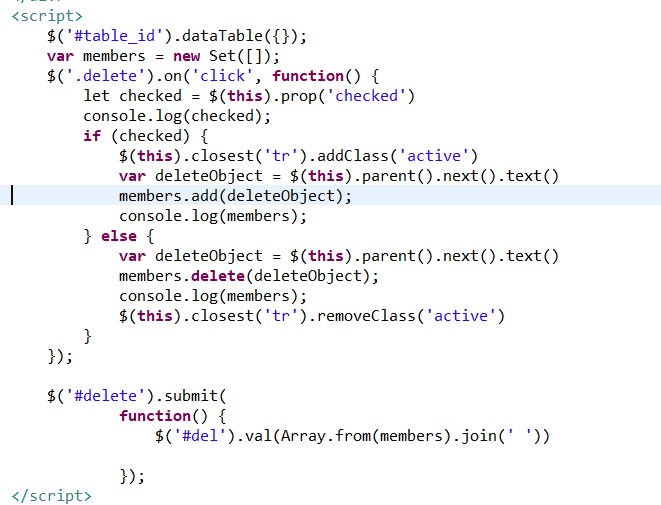 <script>
    $('#table_id').dataTable({});
    var members = new Set([]);
    $('.delete').on('click', function() {
        let checked = $(this).prop('checked')
        console.log(checked);
        if (checked) {
            $(this).closest('tr').addClass('active')
            var deleteObject = $(this).parent().next().text()
            members.add(deleteObject);
            console.log(members);
        } else {
            var deleteObject = $(this).parent().next().text()
            members.delete(deleteObject);
            console.log(members);
            $(this).closest('tr').removeClass('active')
        }
    });

    $('#delete').submit(
            function() {
                $('#del').val(Array.from(members).join(' '))

            });
</script>